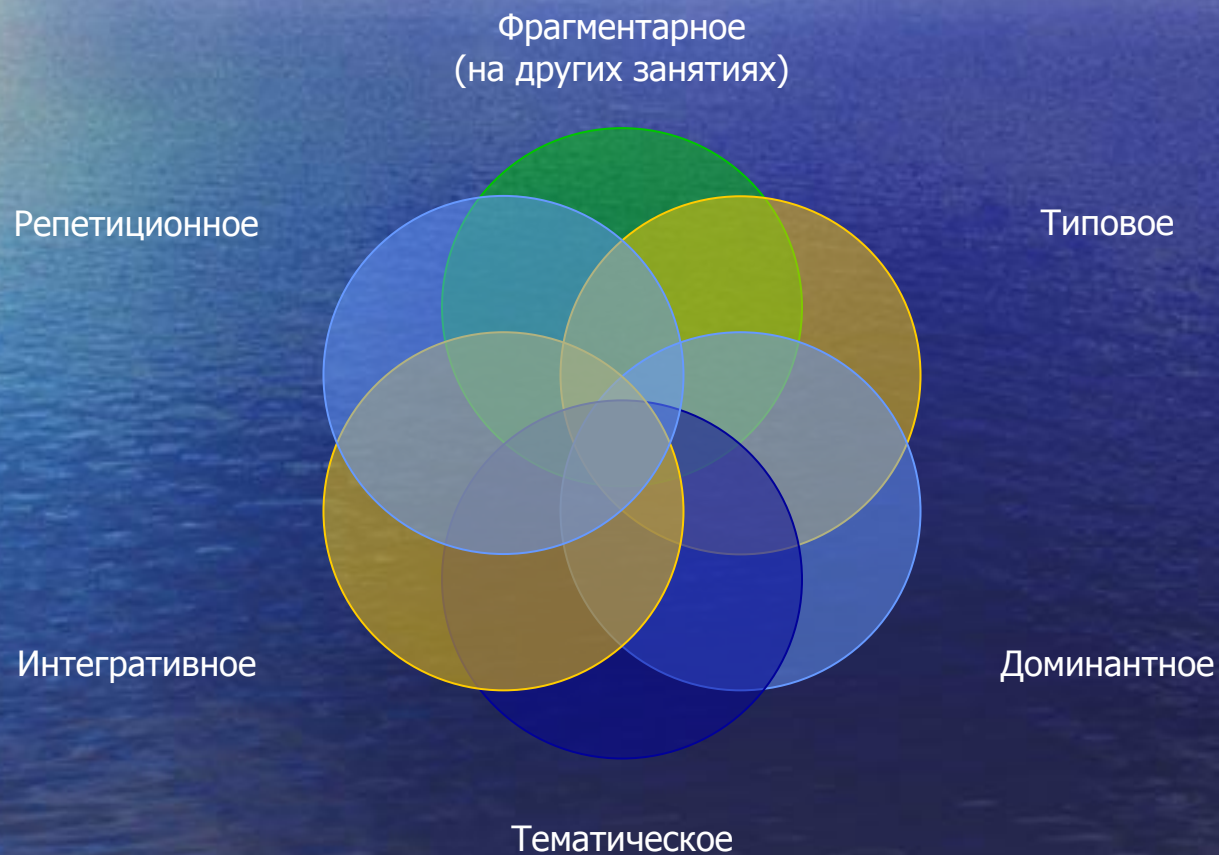 Фрагментарное
(на других занятиях)
Репетиционное
Типовое
Интегративное
Доминантное
Тематическое